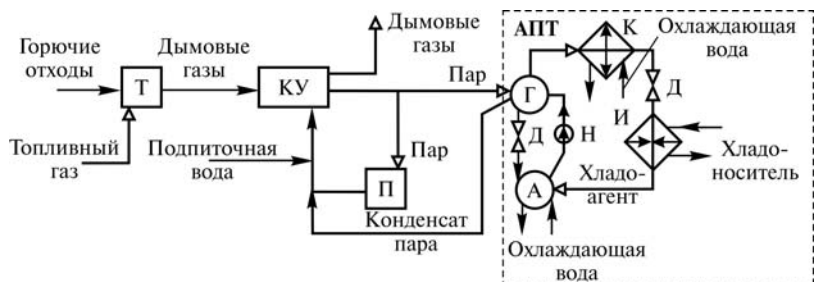 Горючие
отходы
Дымовые
газы
Дымовые
газы
АПТ
К
Охлаждающая
вода
Т
КУ
Пар
Г
Д
И
Д
Н
Топливный
газ
Подпиточная
вода
Пар
П
А
Хладо-
агент
Хладо-
носитель
Конденсат
пара
Охлаждающая
вода